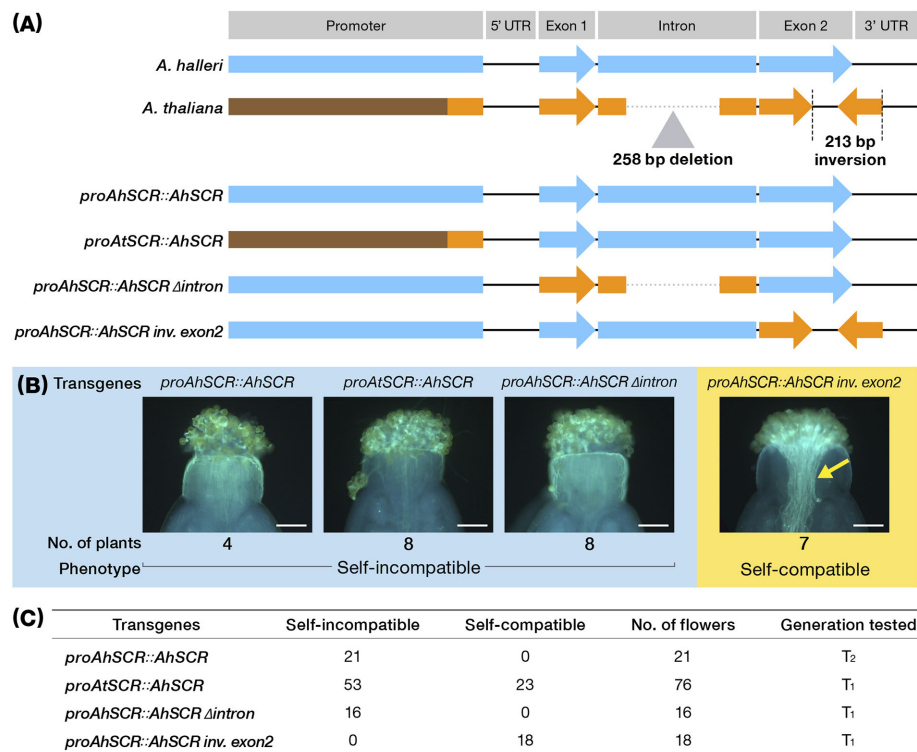 (A)
Promoter 5' UTR Exon 1 Intron Exon 2 3' UTR
A. halleri
A. thaliana
258 bp deletion
213 bp
inversion
proAhSCR::AhSCR
proAtSCR::AhSCR
proAhSCR::AhSCR Δintron
proAhSCR::AhSCR inv. exon2
(B) Transgenes proAhSCR::AhSCR proAtSCR::AhSCR proAhSCR::AhSCR Δintron proAhSCR::AhSCR inv. exon2
No. of plants 4 8 8 7
Phenotype Self-incompatible Self-compatible
(C)
Transgenes Self-incompatible Self-compatible No. of flowers Generation tested
proAhSCR::AhSCR 21 0 21 T₂
proAtSCR::AhSCR 53 23 76 T₁
proAhSCR::AhSCR Δintron 16 0 16 T₁
proAhSCR::AhSCR inv. exon2 0 18 18 T₁